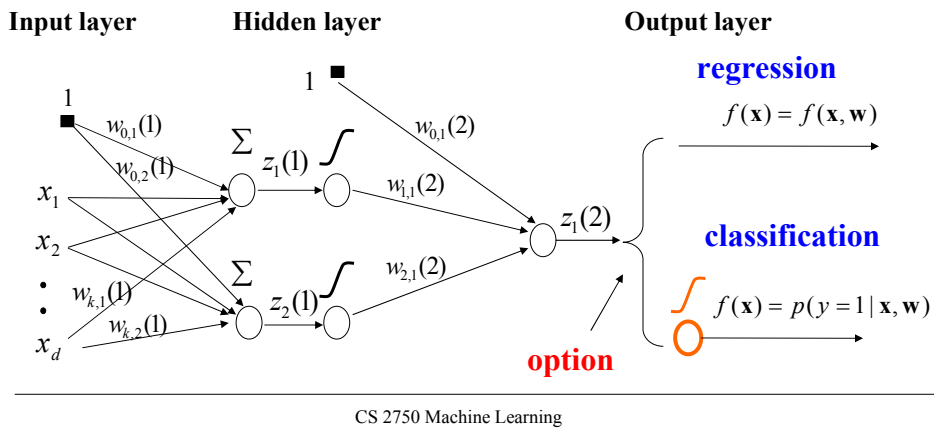 Input layer
Hidden layer
Output layer
regression
f(x) = f(x, w)
1
1
w0,1(1)
w0,2(1)
Σ
z1(1)
w0,1(2)
w1,1(2)
x1
x2
z1(2)
classification
Σ
z2(1)
w2,1(2)
wk,1(1)
wk,2(1)
xd
f(x) = p(y = 1 | x, w)
option
CS 2750 Machine Learning